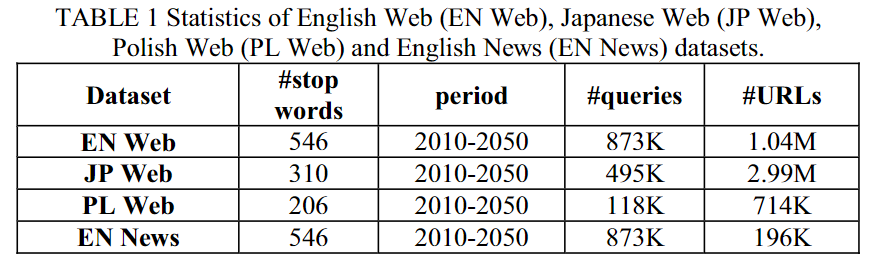 TABLE 1 Statistics of English Web (EN Web), Japanese Web (JP Web),
Polish Web (PL Web) and English News (EN News) datasets.
Dataset #stop words period #queries #URLs
EN Web 546 2010-2050 873K 1.04M
JP Web 310 2010-2050 495K 2.99M
PL Web 206 2010-2050 118K 714K
EN News 546 2010-2050 873K 196K